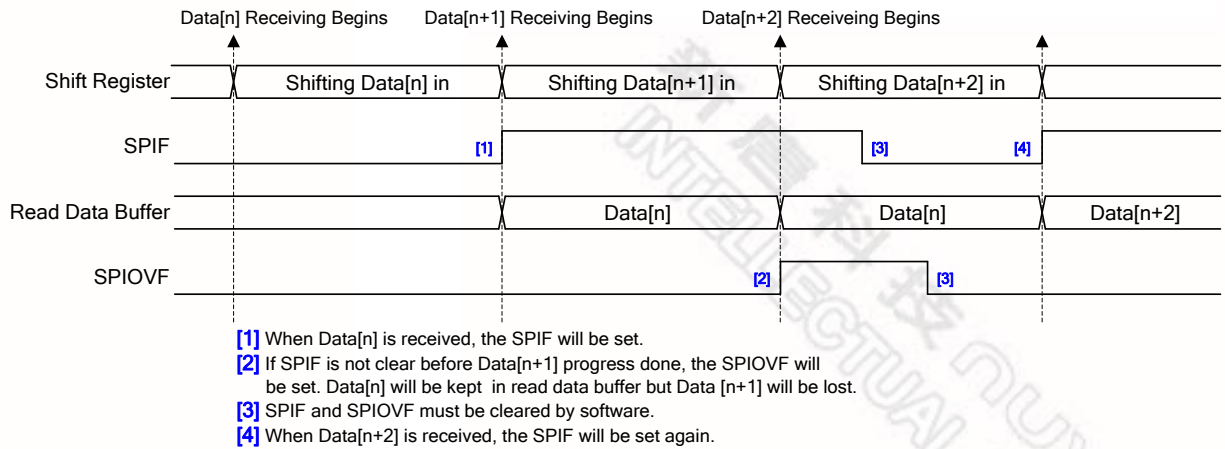 Data[n] Receiving Begins Data[n+1] Receiving Begins Data[n+2] Receiveing Begins
Shift Register Shifting Data[n] in Shifting Data[n+1] in Shifting Data[n+2] in
SPIF [1] [3] [4]
Read Data Buffer Data[n] Data[n] Data[n+2]
SPIOVF [2] [3]
[1] When Data[n] is received, the SPIF will be set.
[2] If SPIF is not clear before Data[n+1] progress done, the SPIOVF will
be set. Data[n] will be kept in read data buffer but Data [n+1] will be lost.
[3] SPIF and SPIOVF must be cleared by software.
[4] When Data[n+2] is received, the SPIF will be set again.
新唐科技
INTELLECTUAL